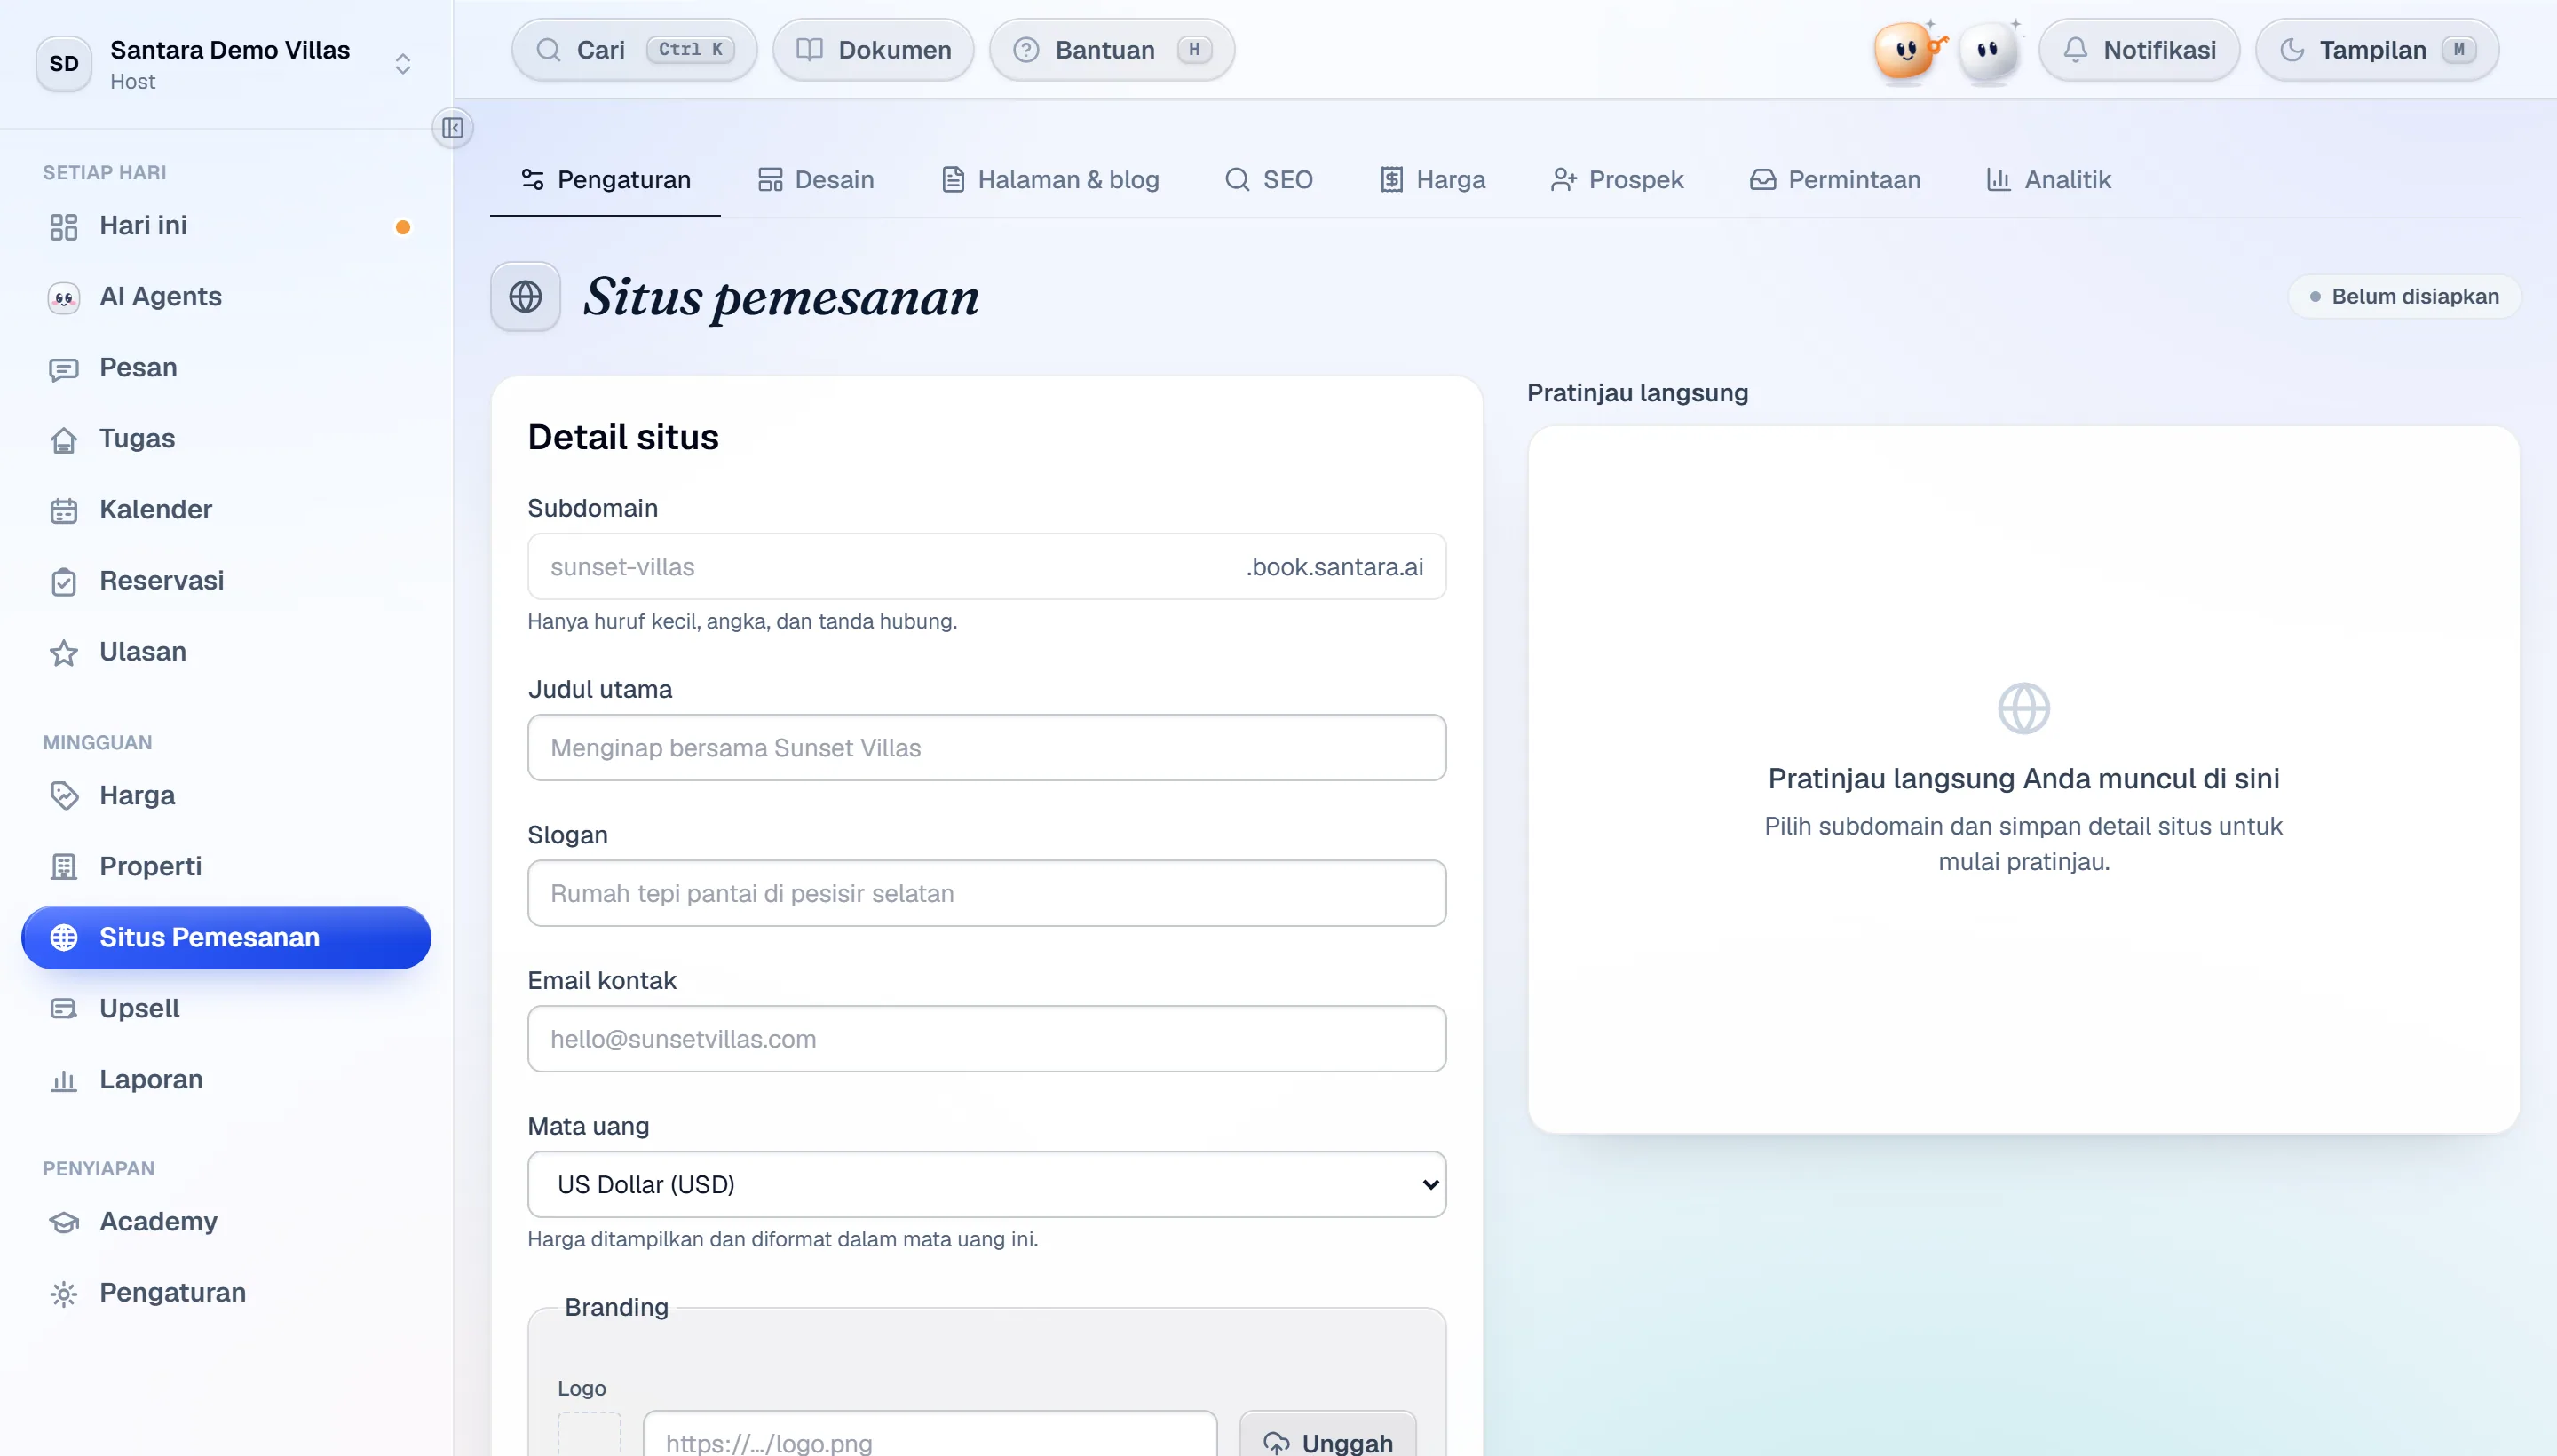 SD
Santara Demo Villas
Host
Cari Ctrl K
Dokumen
Bantuan H
Notifikasi
Tampilan M
SETIAP HARI
Hari ini
AI Agents
Pesan
Tugas
Kalender
Reservasi
Ulasan
MINGGUAN
Harga
Properti
Situs Pemesanan
Upsell
Laporan
PENYIAPAN
Academy
Pengaturan
Pengaturan
Desain
Halaman & blog
SEO
Harga
Prospek
Permintaan
Analitik
Situs pemesanan
Belum disiapkan
Detail situs
Subdomain
sunset-villas .book.santara.ai
Hanya huruf kecil, angka, dan tanda hubung.
Judul utama
Menginap bersama Sunset Villas
Slogan
Rumah tepi pantai di pesisir selatan
Email kontak
hello@sunsetvillas.com
Mata uang
US Dollar (USD)
Harga ditampilkan dan diformat dalam mata uang ini.
Branding
Logo
https://.../logo.png
Unggah
Pratinjau langsung
Pratinjau langsung Anda muncul di sini
Pilih subdomain dan simpan detail situs untuk
mulai pratinjau.